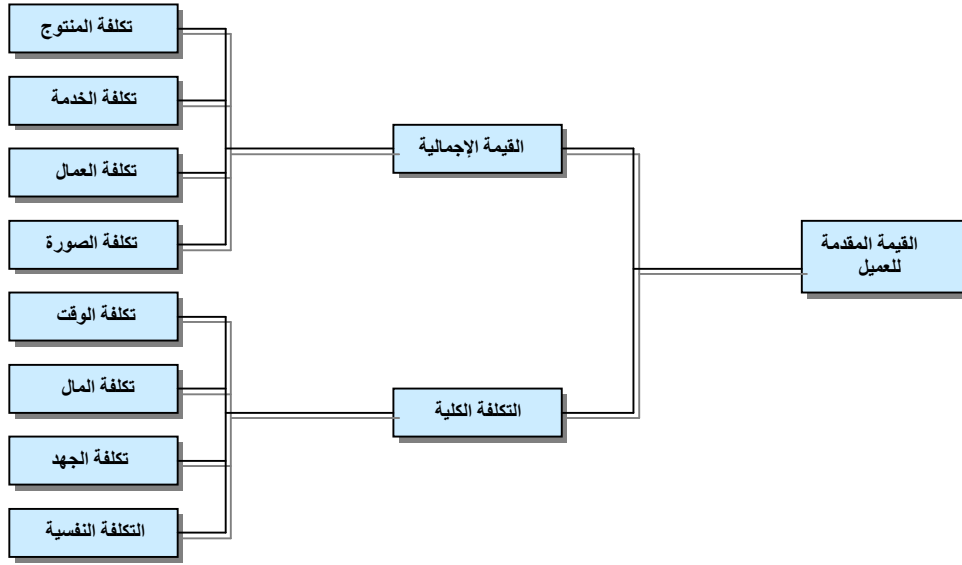 القيمة المقدمة
للعميل
القيمة الإجمالية
تكلفة المنتوج
تكلفة الخدمة
تكلفة العمال
تكلفة الصورة
التكلفة الكلية
تكلفة الوقت
تكلفة المال
تكلفة الجهد
التكلفة النفسية